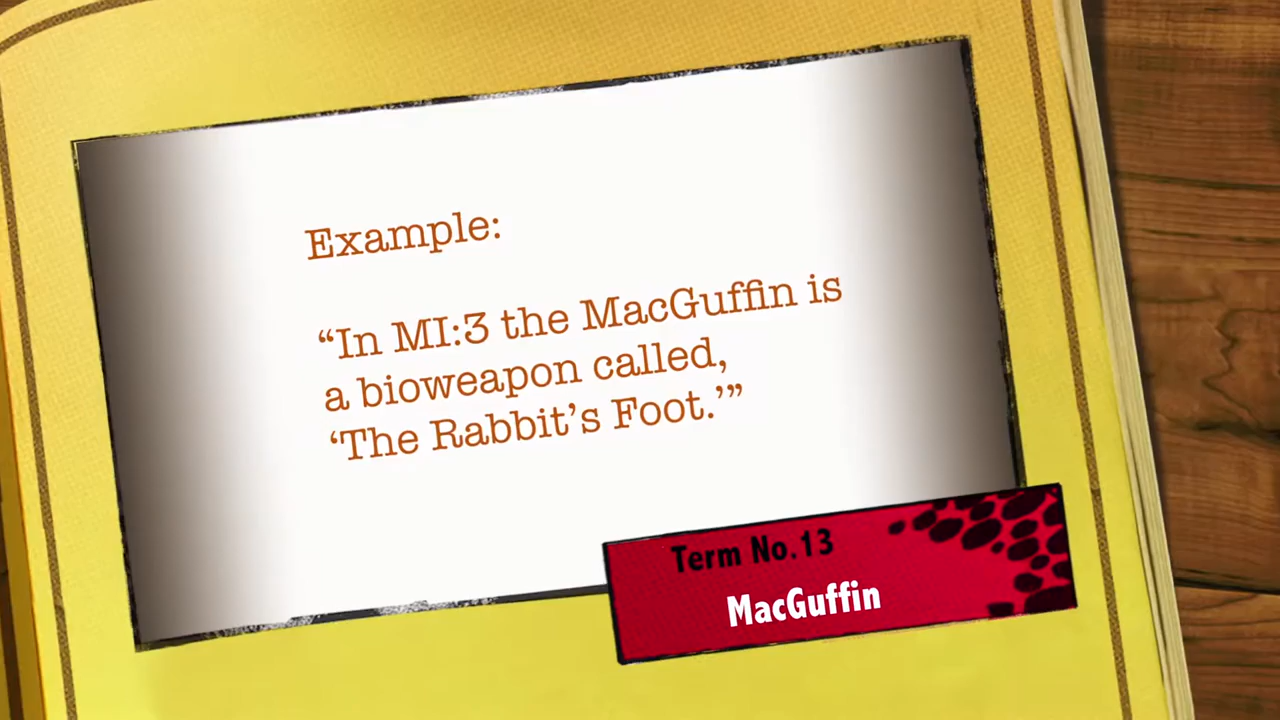 Example:
“In MI:3 the MacGuffin is
a bioweapon called,
‘The Rabbit’s Foot.’”
Term No.13
MacGuffin